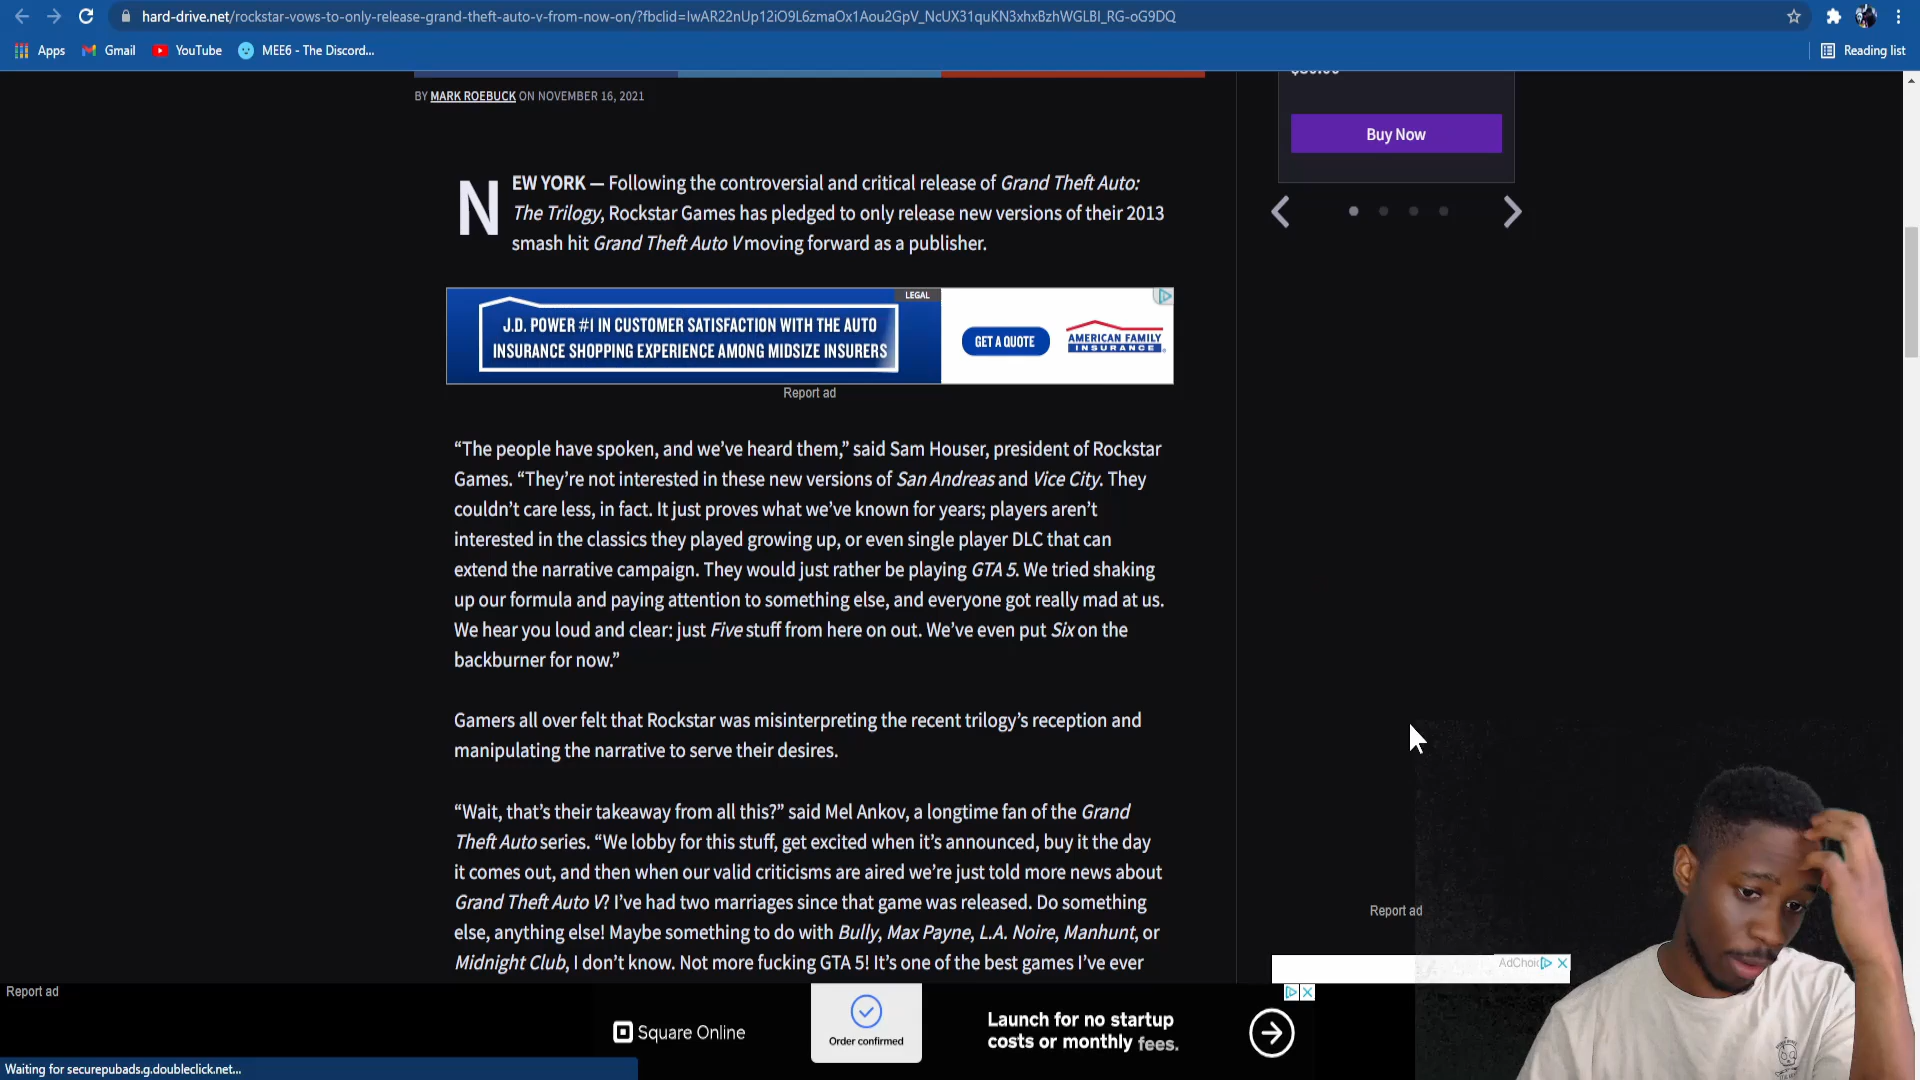 hard-drive.net/rockstar-vows-to-only-release-grand-theft-auto-v-from-now-on/?fbclid=IwAR22nUp12iO9L6zmaOx1Aou2GpV_NcUX31quKN3xhxBzhWGLBI_RG-oG9DQ
Apps Gmail YouTube MEE6 - The Discord... Reading list
BY MARK ROEBUCK ON NOVEMBER 16, 2021
Buy Now
NEW YORK — Following the controversial and critical release of Grand Theft Auto:
The Trilogy, Rockstar Games has pledged to only release new versions of their 2013
smash hit Grand Theft Auto V moving forward as a publisher.
LEGAL
J.D. POWER #1 IN CUSTOMER SATISFACTION WITH THE AUTO
INSURANCE SHOPPING EXPERIENCE AMONG MIDSIZE INSURERS
GET A QUOTE
AMERICAN FAMILY
INSURANCE
Report ad
“The people have spoken, and we’ve heard them,” said Sam Houser, president of Rockstar
Games. “They’re not interested in these new versions of San Andreas and Vice City. They
couldn’t care less, in fact. It just proves what we’ve known for years; players aren’t
interested in the classics they played growing up, or even single player DLC that can
extend the narrative campaign. They would just rather be playing GTA 5. We tried shaking
up our formula and paying attention to something else, and everyone got really mad at us.
We hear you loud and clear: just Five stuff from here on out. We’ve even put Six on the
backburner for now.”
Gamers all over felt that Rockstar was misinterpreting the recent trilogy’s reception and
manipulating the narrative to serve their desires.
“Wait, that’s their takeaway from all this?” said Mel Ankov, a longtime fan of the Grand
Theft Auto series. “We lobby for this stuff, get excited when it’s announced, buy it the day
it comes out, and then when our valid criticisms are aired we’re just told more news about
Grand Theft Auto V? I’ve had two marriages since that game was released. Do something
else, anything else! Maybe something to do with Bully, Max Payne, L.A. Noire, Manhunt, or
Midnight Club, I don’t know. Not more fucking GTA 5! It’s one of the best games I’ve ever
Report ad
AdChoic
Report ad
Square Online
Order confirmed
Launch for no startup
costs or monthly fees.
Waiting for securepubads.g.doubleclick.net...